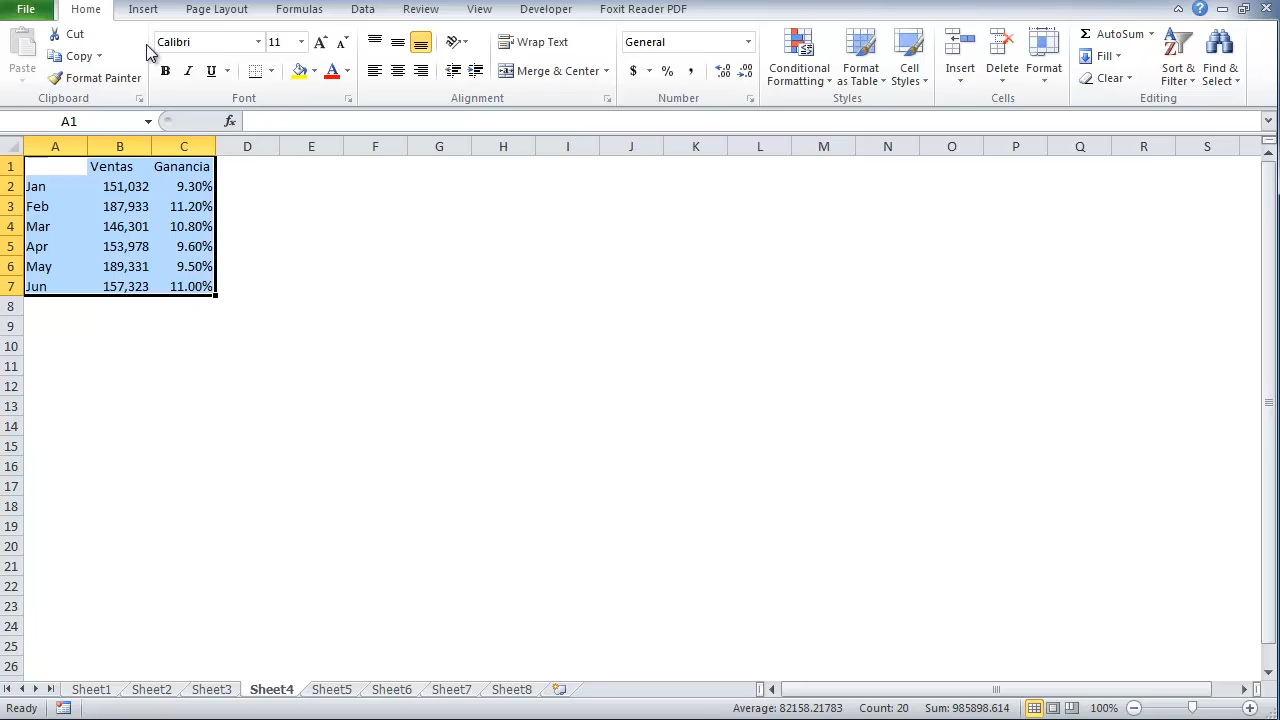 File Home Insert Page Layout Formulas Data Review View Developer Foxit Reader PDF
Paste
Cut
Copy
Format Painter
Clipboard
Calibri 11
B I U
Font
Wrap Text
Merge & Center
Alignment
General
$ % ,
Number
Conditional Formatting
Format as Table
Cell Styles
Styles
Insert Delete Format
Cells
AutoSum
Fill
Clear
Sort & Filter
Find & Select
Editing
A1 fx
A B C D E F G H I J K L M N O P Q R S
1 Ventas Ganancia
2 Jan 151,032 9.30%
3 Feb 187,933 11.20%
4 Mar 146,301 10.80%
5 Apr 153,978 9.60%
6 May 189,331 9.50%
7 Jun 157,323 11.00%
8
9
10
11
12
13
14
15
16
17
18
19
20
21
22
23
24
25
26
Sheet1 Sheet2 Sheet3 Sheet4 Sheet5 Sheet6 Sheet7 Sheet8
Ready Average: 82158.21783 Count: 20 Sum: 985898.614 100%